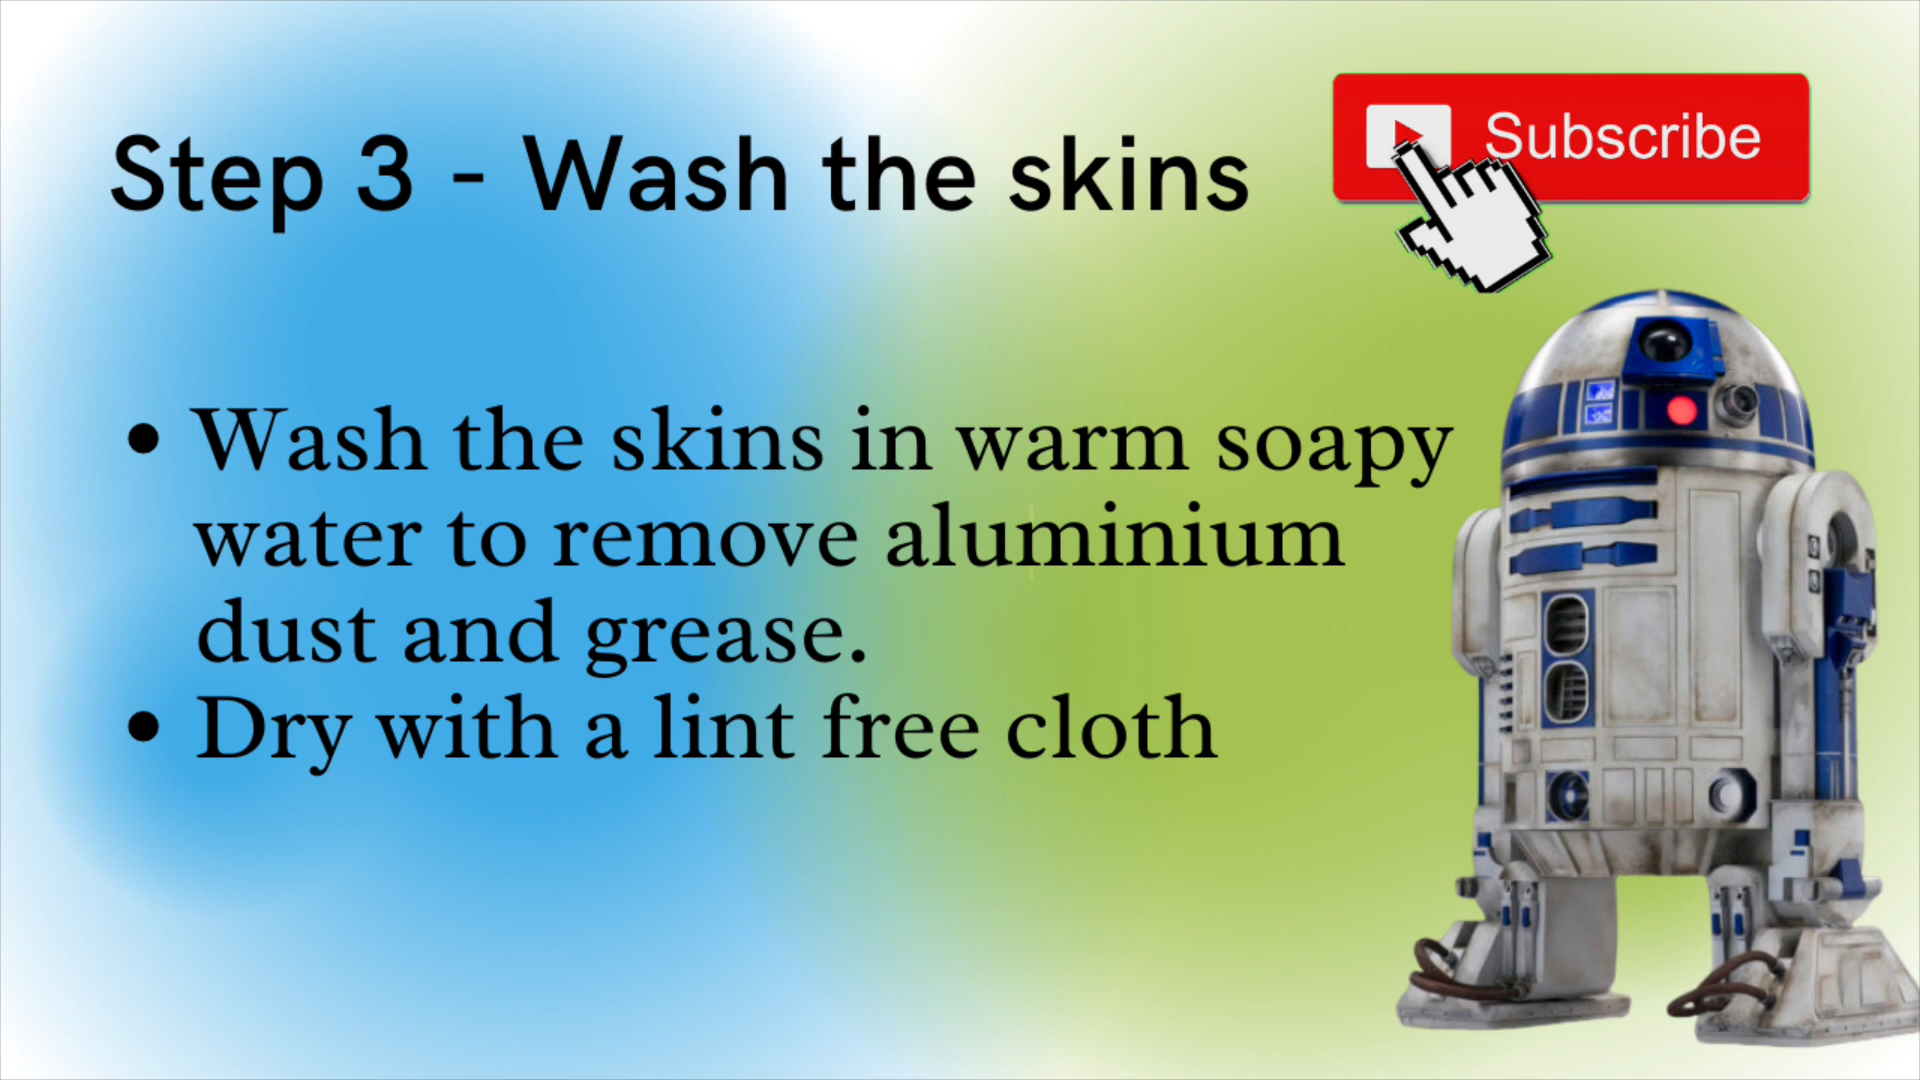 Step 3 - Wash the skins
Subscribe
• Wash the skins in warm soapy
water to remove aluminium
dust and grease.
• Dry with a lint free cloth